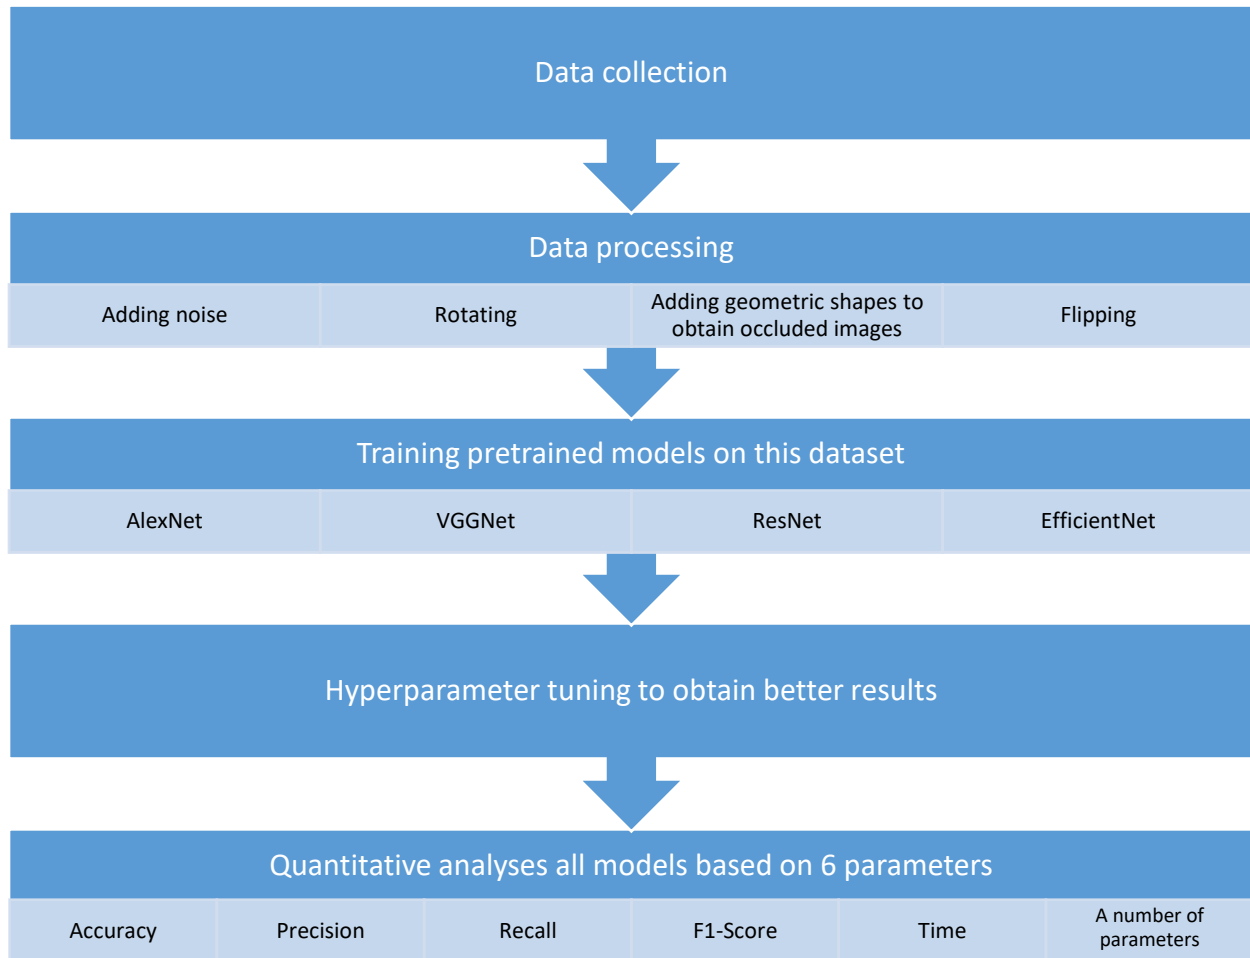 Data collection
Data processing
Adding noise
Rotating
Adding geometric shapes to
obtain occluded images
Flipping
Training pretrained models on this dataset
AlexNet
VGGNet
ResNet
EfficientNet
Hyperparameter tuning to obtain better results
Quantitative analyses all models based on 6 parameters
Accuracy
Precision
Recall
F1-Score
Time
A number of
parameters